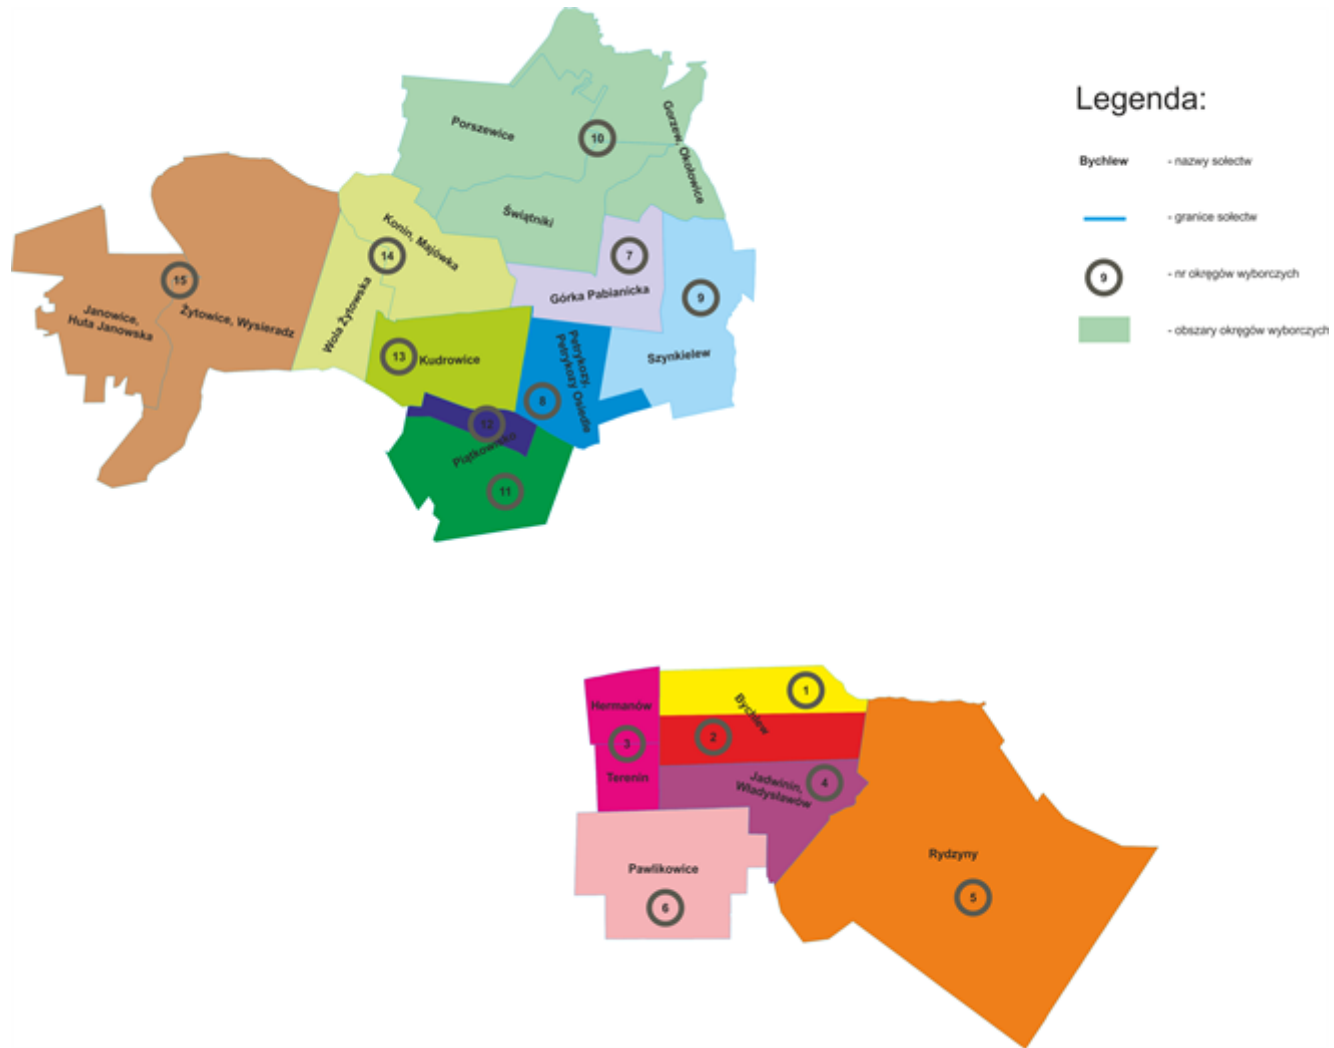 Legenda:
Bychlew - nazwy sołectw
- granice sołectw
9 - nr okręgów wyborczych
- obszary okręgów wyborczych
Porszewice
10
Gorzew, Okołowice
Świątniki
Konin, Majówka
14
7
Górka Pabianicka
9
Szynkielew
15
Janowice,
Huta Janowska
Żytowice, Wysieradz
Wola Żytowska
13
Kudrowice
Petrykozy,
Petrykozy Osiedle
8
12
Piątkowisko
11
Hermanów
3
Terenin
1
Bychlew
2
Jadwinin,
Władysławów
4
Rydzyny
5
Pawlikowice
6